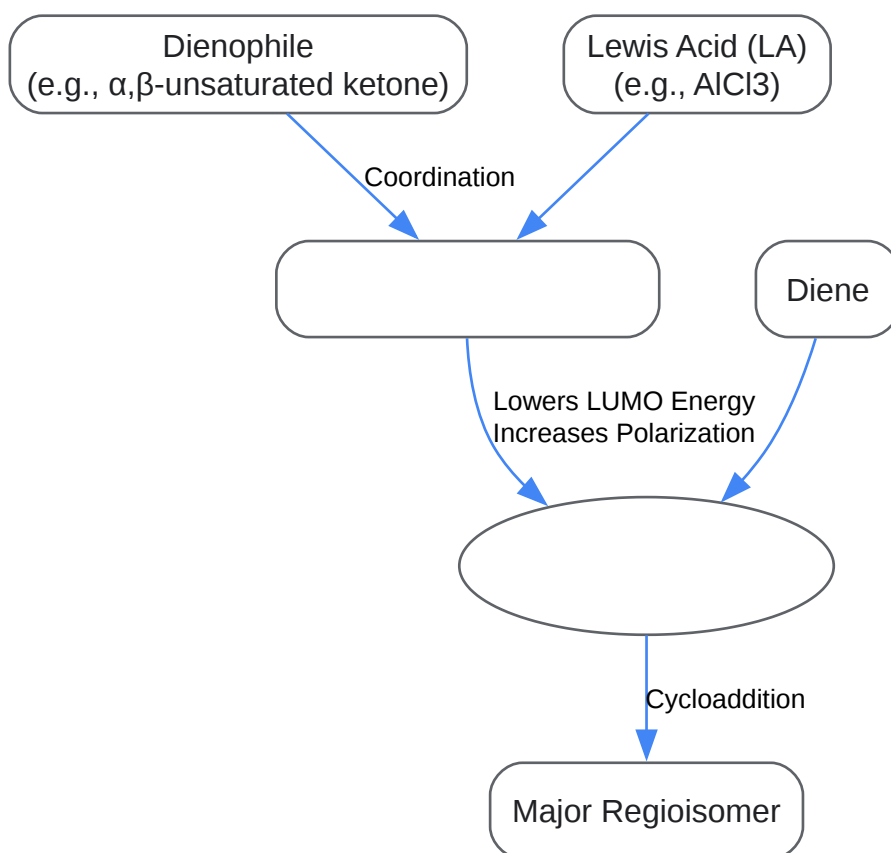 Dienophile
(e.g., α,β-unsaturated ketone)
Lewis Acid (LA)
(e.g., AlCl3)
Coordination
Diene
Lowers LUMO Energy
Increases Polarization
Cycloaddition
Major Regioisomer